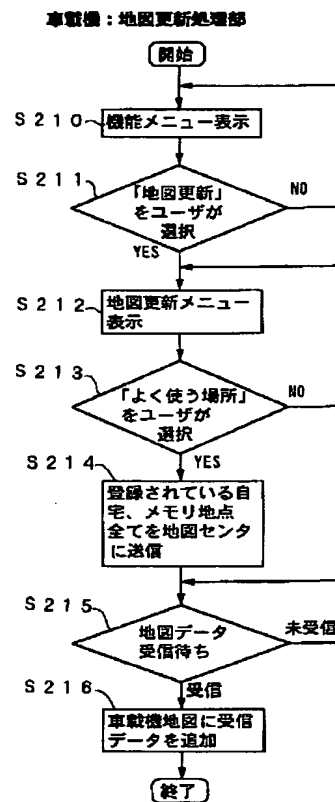 車載機:地図更新処理部
開始
S210
機能メニュー表示
S211
「地図更新」
をユーザが
選択
NO
YES
S212
地図更新メニュー
表示
S213
「よく使う場所」
をユーザが
選択
NO
YES
S214
登録されている自
宅、メモリ地点
全てを地図センタ
に送信
S215
地図データ
受信待ち
未受信
受信
S216
車載機地図に受信
データを追加
終了